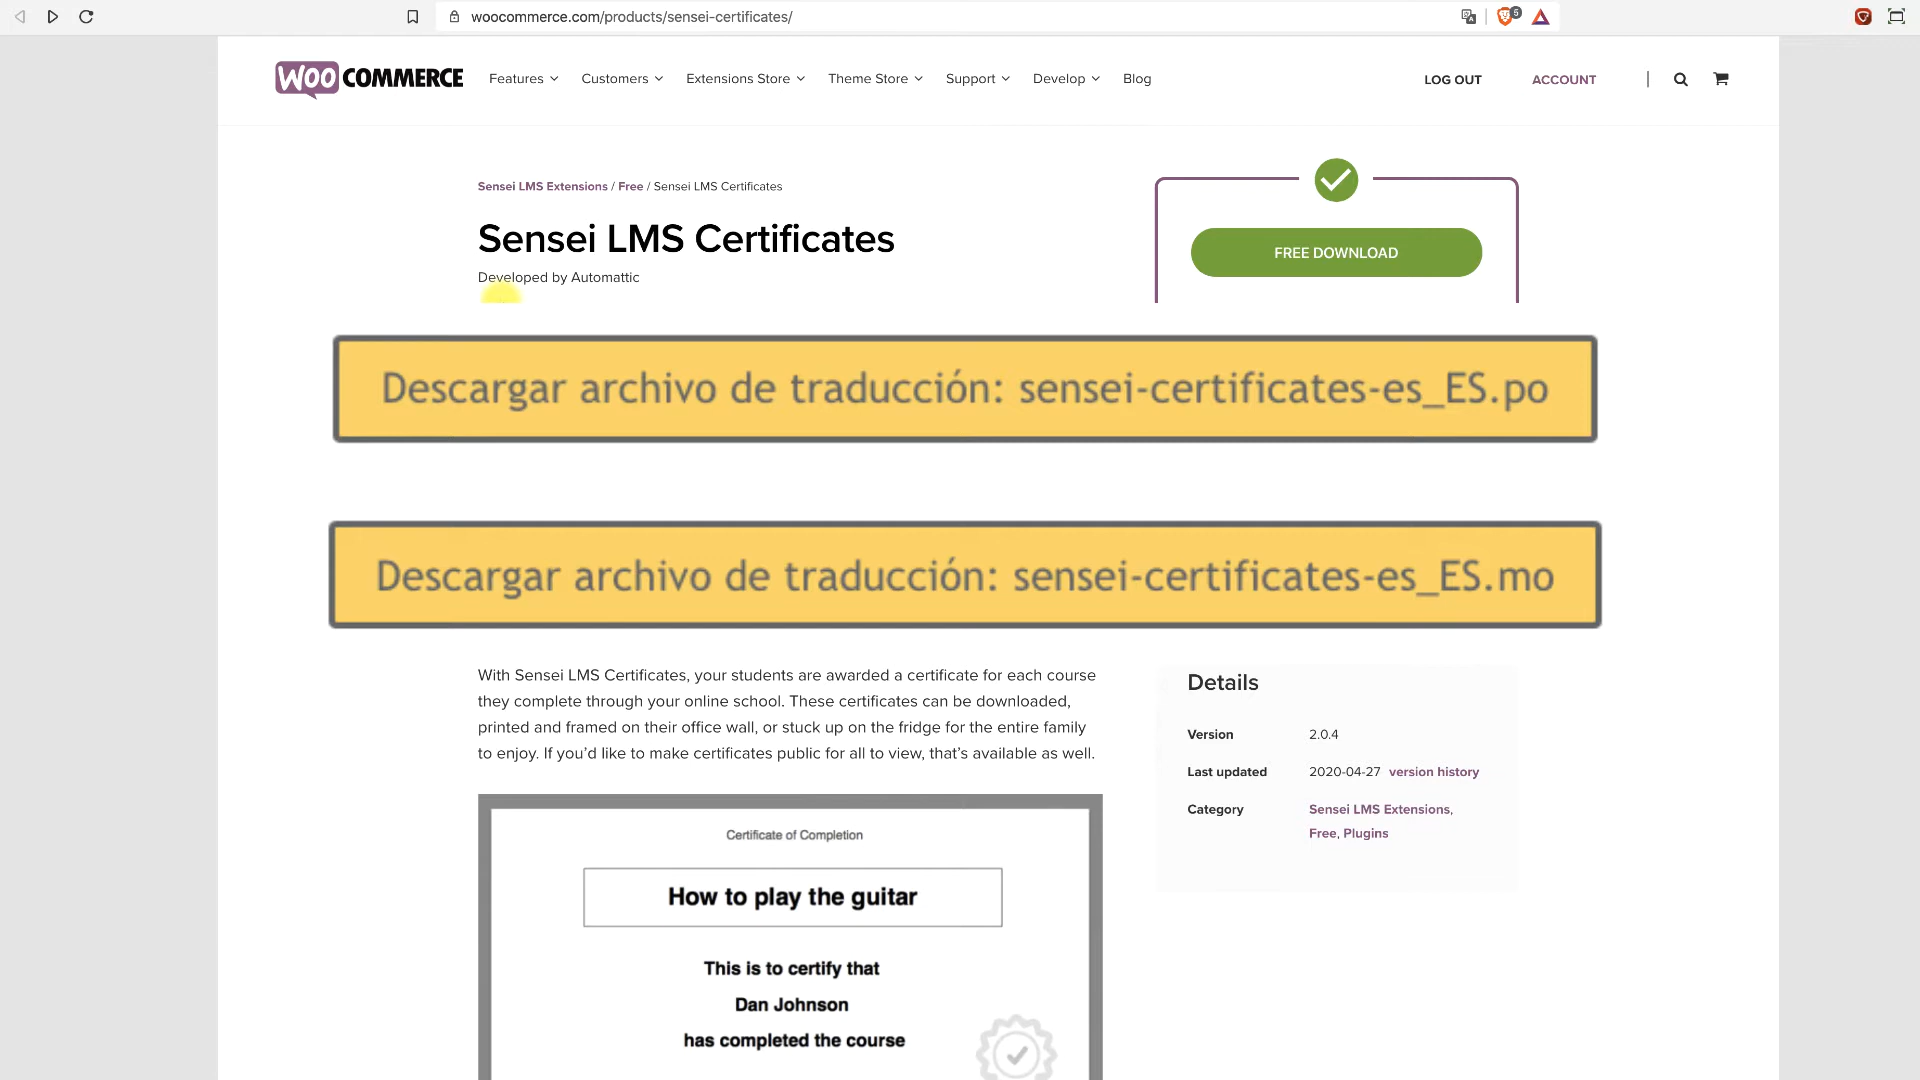 woocommerce.com/products/sensei-certificates/
5
WOOCOMMERCE
Features
Customers
Extensions Store
Theme Store
Support
Develop
Blog
LOG OUT
ACCOUNT
Sensei LMS Extensions / Free / Sensei LMS Certificates
Sensei LMS Certificates
Developed by Automattic
FREE DOWNLOAD
Descargar archivo de traducción: sensei-certificates-es_ES.po
Descargar archivo de traducción: sensei-certificates-es_ES.mo
With Sensei LMS Certificates, your students are awarded a certificate for each course
they complete through your online school. These certificates can be downloaded,
printed and framed on their office wall, or stuck up on the fridge for the entire family
to enjoy. If you’d like to make certificates public for all to view, that’s available as well.
Details
Version 2.0.4
Last updated 2020-04-27 version history
Category Sensei LMS Extensions,
Free, Plugins
Certificate of Completion
How to play the guitar
This is to certify that
Dan Johnson
has completed the course